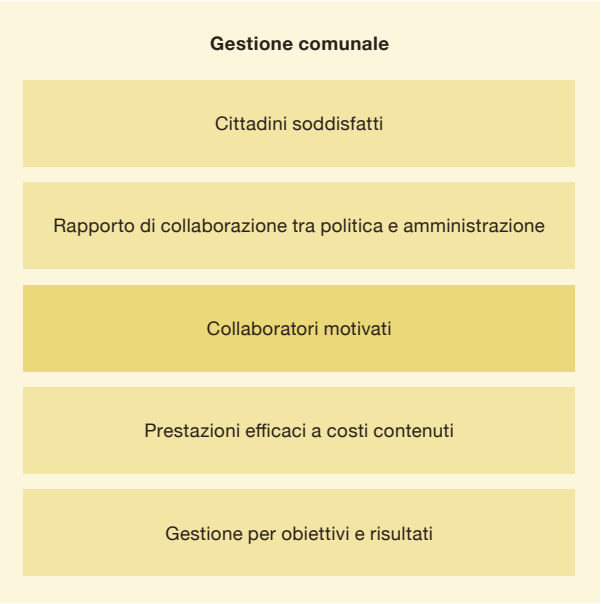 Gestione comunale
Cittadini soddisfatti
Rapporto di collaborazione tra politica e amministrazione
Collaboratori motivati
Prestazioni efficaci a costi contenuti
Gestione per obiettivi e risultati